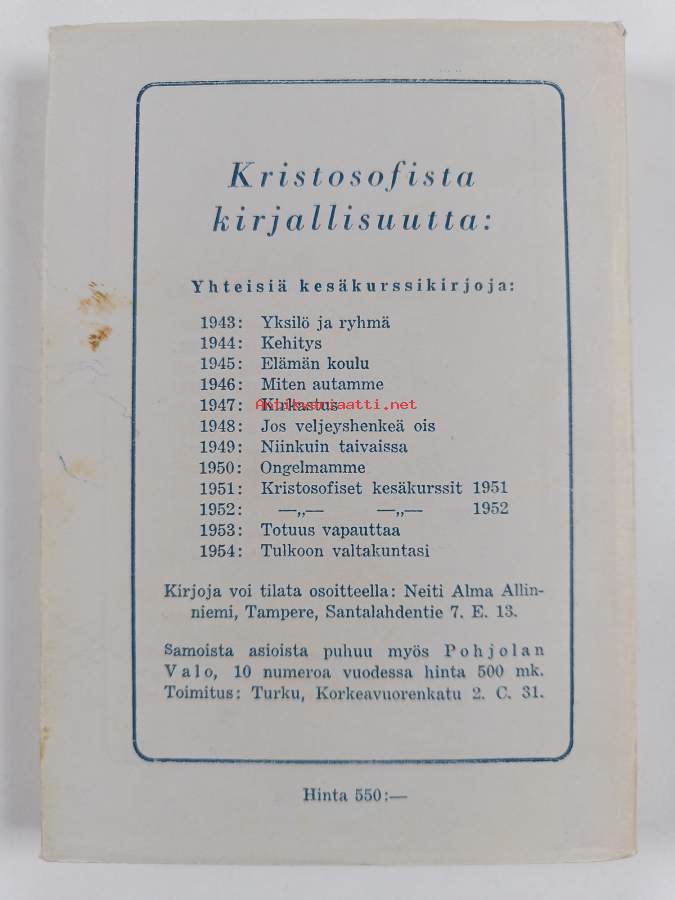 Kristosofista
kirjallisuutta:
Yhteisiä kesäkurssikirjoja:
1943: Yksilö ja ryhmä
1944: Kehitys
1945: Elämän koulu
1946: Miten autamme
1947: Kirkastus
Antikvariaatti.net
1948: Jos veljeyshenkeä ois
1949: Niinkuin taivaissa
1950: Ongelmamme
1951: Kristosofiset kesäkurssit 1951
1952: —„— —„— 1952
1953: Totuus vapauttaa
1954: Tulkoon valtakuntasi
Kirjoja voi tilata osoitteella: Neiti Alma Allin-
niemi, Tampere, Santalahdentie 7. E. 13.
Samoista asioista puhuu myös Pohjolan
Valo, 10 numeroa vuodessa hinta 500 mk.
Toimitus: Turku, Korkeavuorenkatu 2. C. 31.
Hinta 550:—